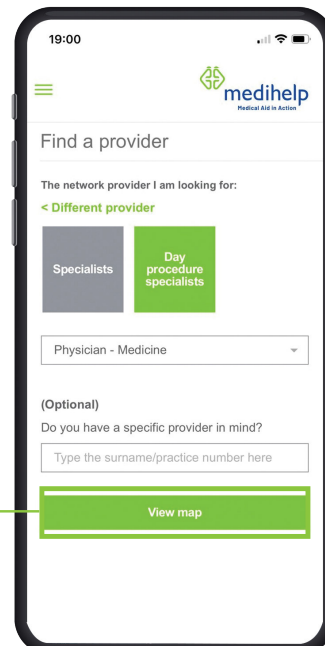 19:00
medihelp
Medical Aid in Action
Find a provider
The network provider I am looking for:
< Different provider
Specialists
Day
procedure
specialists
Physician - Medicine
(Optional)
Do you have a specific provider in mind?
Type the surname/practice number here
View map